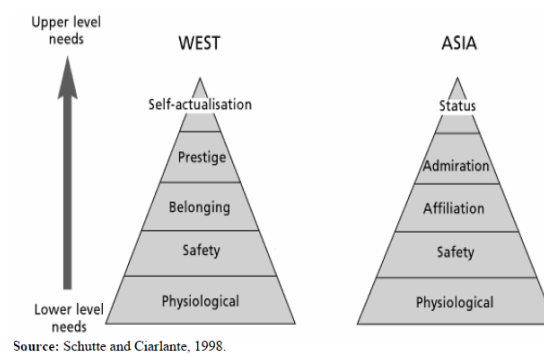 Upper level
needs
WEST
ASIA
Self-actualisation
Status
Prestige
Admiration
Belonging
Affiliation
Safety
Safety
Physiological
Physiological
Lower level
needs
Source: Schutte and Ciarlante, 1998.